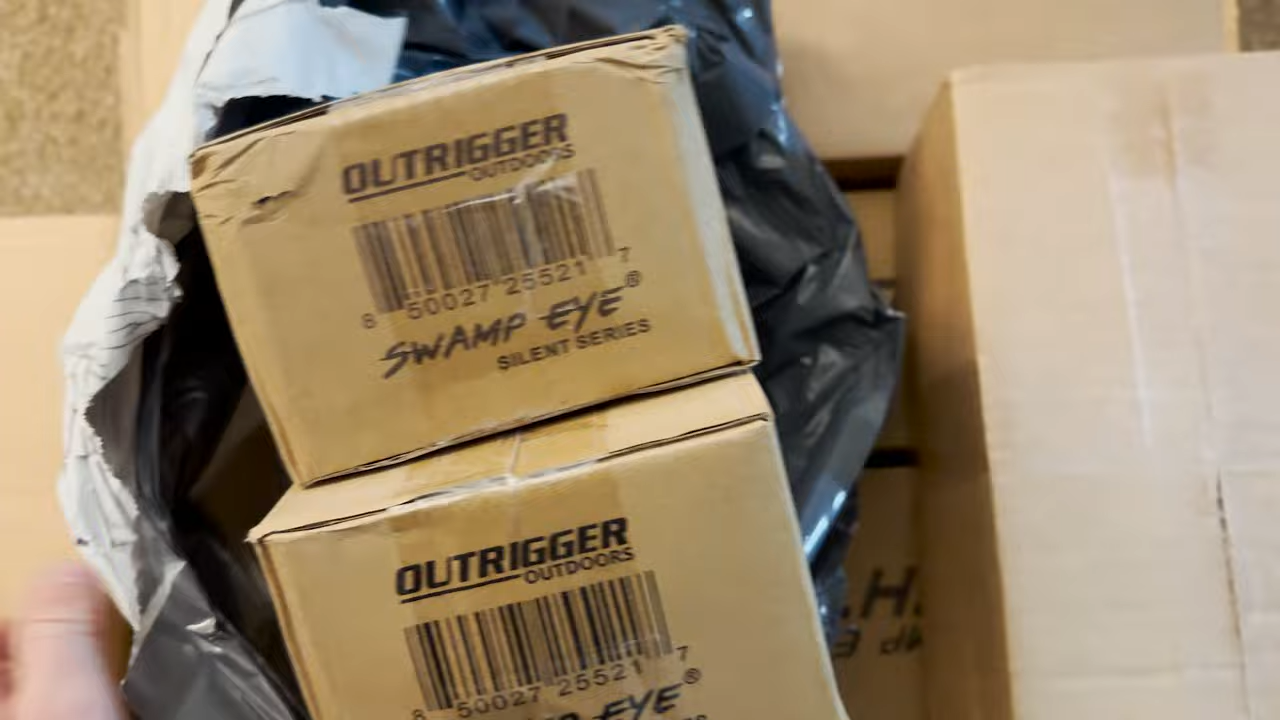 OUTRIGGER
OUTDOORS
8 50027 25521 7
SWAMP EYE®
SILENT SERIES
OUTRIGGER
OUTDOORS
8 50027 25521 7
EYE®